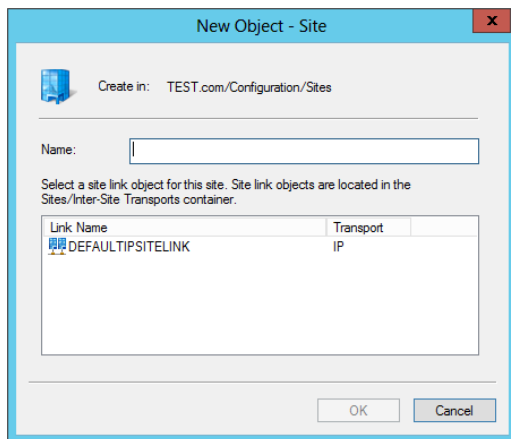 New Object - Site
x
Create in: TEST.com/Configuration/Sites
Name:
Select a site link object for this site. Site link objects are located in the
Sites/Inter-Site Transports container.
Link Name Transport
DEFAULTIPSITELINK IP
OK Cancel